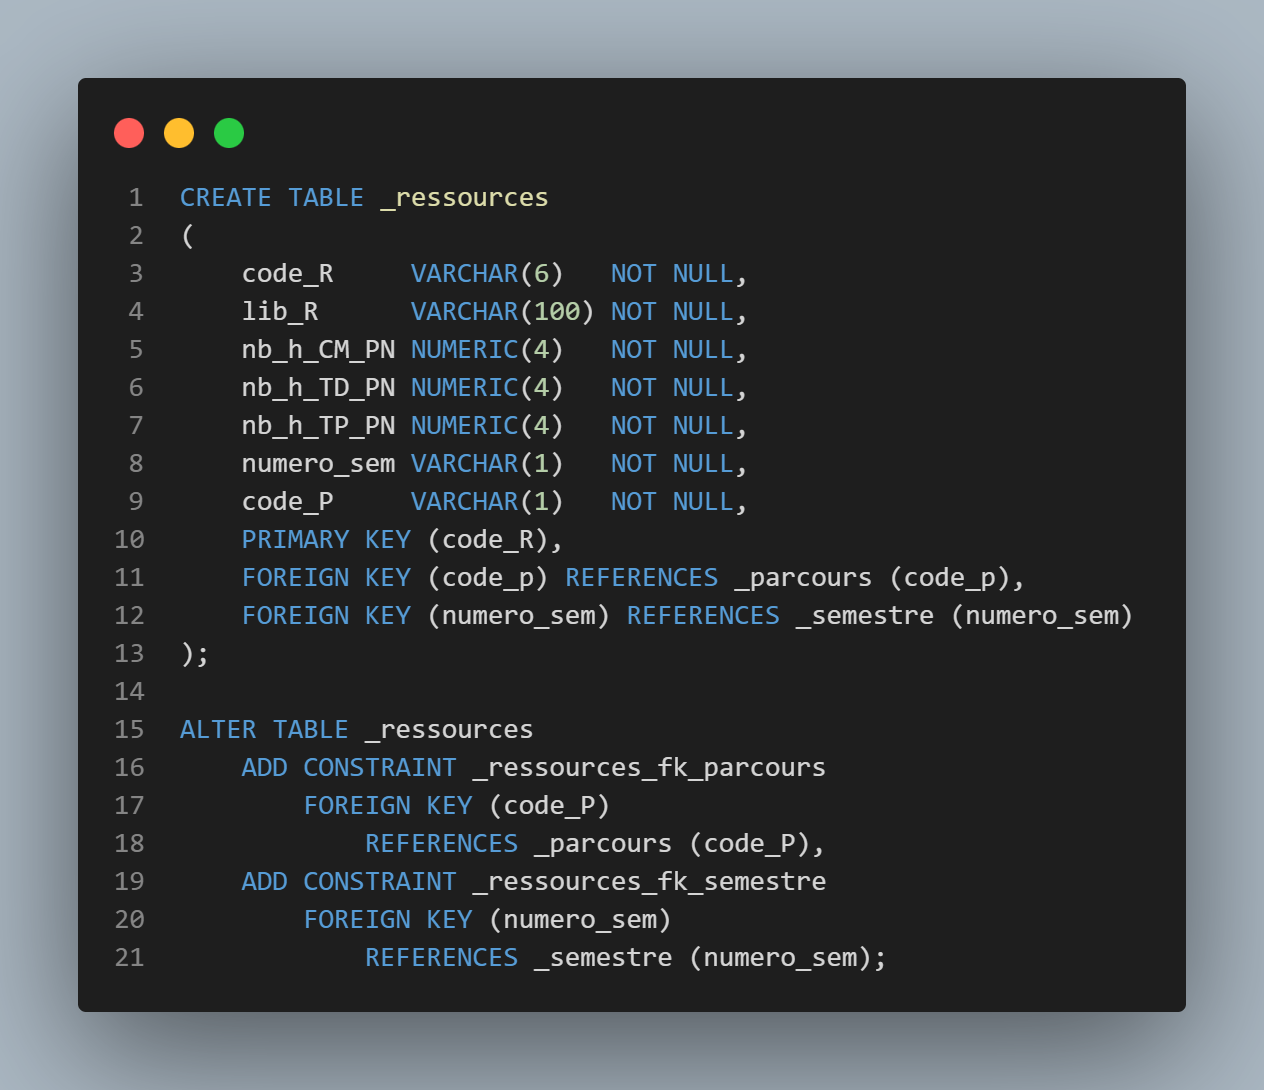 1 CREATE TABLE _ressources
2 (
3     code_R     VARCHAR(6)   NOT NULL,
4     lib_R      VARCHAR(100) NOT NULL,
5     nb_h_CM_PN NUMERIC(4)   NOT NULL,
6     nb_h_TD_PN NUMERIC(4)   NOT NULL,
7     nb_h_TP_PN NUMERIC(4)   NOT NULL,
8     numero_sem VARCHAR(1)   NOT NULL,
9     code_P     VARCHAR(1)   NOT NULL,
10     PRIMARY KEY (code_R),
11     FOREIGN KEY (code_p) REFERENCES _parcours (code_p),
12     FOREIGN KEY (numero_sem) REFERENCES _semestre (numero_sem)
13 );
14
15 ALTER TABLE _ressources
16     ADD CONSTRAINT _ressources_fk_parcours
17         FOREIGN KEY (code_P)
18             REFERENCES _parcours (code_P),
19     ADD CONSTRAINT _ressources_fk_semestre
20         FOREIGN KEY (numero_sem)
21             REFERENCES _semestre (numero_sem);